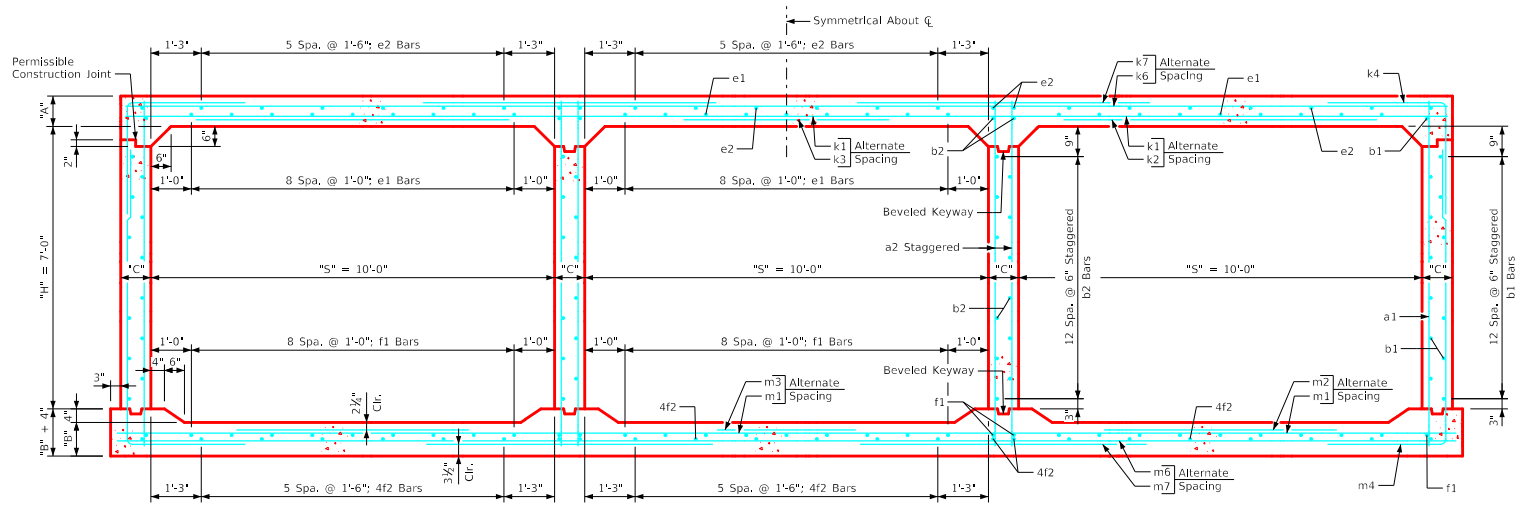 Symmetrical About ℄
1'-3"
5 Spa. @ 1'-6"; e2 Bars
1'-3"
1'-3"
5 Spa. @ 1'-6"; e2 Bars
1'-3"
Permissible
Construction Joint
k7
k6
Alternate
Spacing
e1
e2
e1
k4
"A"
2"
6"
6"
e2
k1
k3
Alternate
Spacing
b2
k1
k2
Alternate
Spacing
e2
b1
9"
9"
1'-0"
8 Spa. @ 1'-0"; e1 Bars
1'-0"
1'-0"
8 Spa. @ 1'-0"; e1 Bars
1'-0"
Beveled Keyway
a2 Staggered
"H" = 7'-0"
"C"
"S" = 10'-0"
"C"
"S" = 10'-0"
"C"
"S" = 10'-0"
"C"
12 Spa. @ 6" Staggered
b2 Bars
12 Spa. @ 6" Staggered
b1 Bars
b2
a1
b1
1'-0"
8 Spa. @ 1'-0"; f1 Bars
1'-0"
1'-0"
8 Spa. @ 1'-0"; f1 Bars
1'-0"
4"
6"
3"
Beveled Keyway
2¼"
Clr.
m3
m1
Alternate
Spacing
m2
m1
Alternate
Spacing
4f2
f1
4f2
4"
"B"
"B" + 4"
3"
3"
3½"
Clr.
4f2
m6
m7
Alternate
Spacing
m4
f1
1'-3"
5 Spa. @ 1'-6"; 4f2 Bars
1'-3"
1'-3"
5 Spa. @ 1'-6"; 4f2 Bars
1'-3"